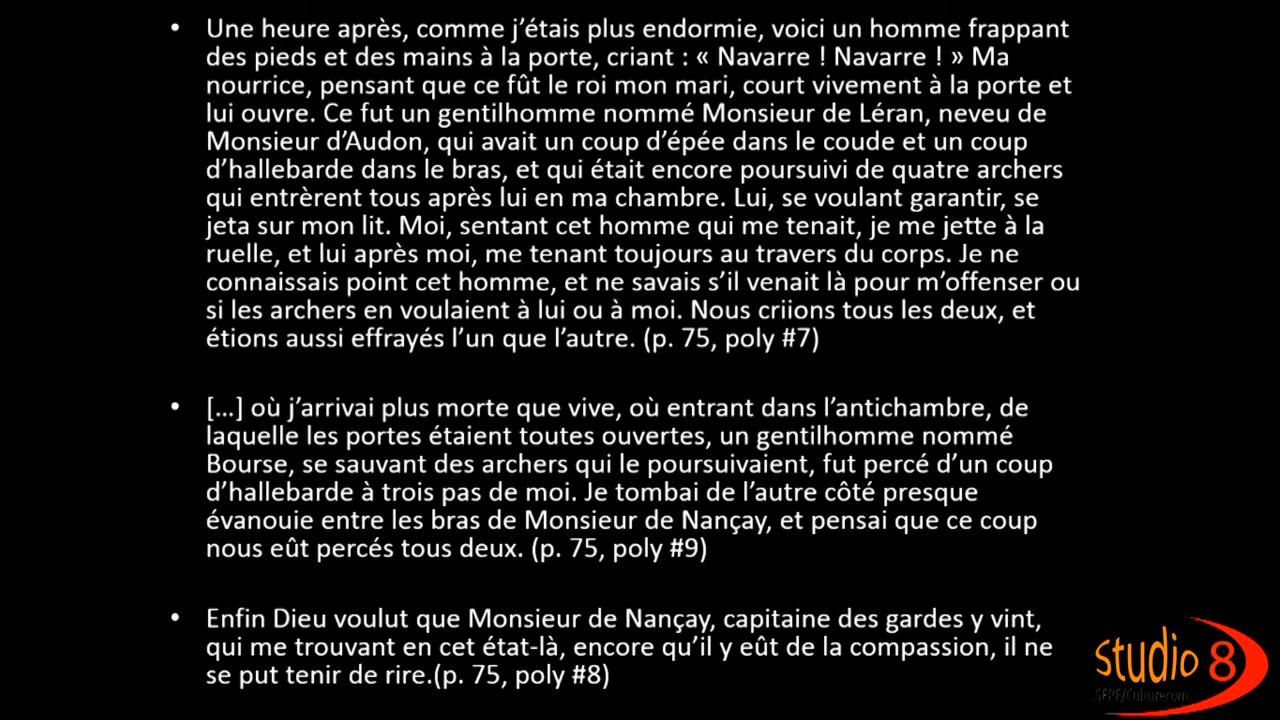 • Une heure après, comme j’étais plus endormie, voici un homme frappant
des pieds et des mains à la porte, criant : « Navarre ! Navarre ! » Ma
nourrice, pensant que ce fût le roi mon mari, court vivement à la porte et
lui ouvre. Ce fut un gentilhomme nommé Monsieur de Léran, neveu de
Monsieur d’Audon, qui avait un coup d’épée dans le coude et un coup
d’hallebarde dans le bras, et qui était encore poursuivi de quatre archers
qui entrèrent tous après lui en ma chambre. Lui, se voulant garantir, se
jeta sur mon lit. Moi, sentant cet homme qui me tenait, je me jette à la
ruelle, et lui après moi, me tenant toujours au travers du corps. Je ne
connaissais point cet homme, et ne savais s’il venait là pour m’offenser ou
si les archers en voulaient à lui ou à moi. Nous criions tous les deux, et
étions aussi effrayés l’un que l’autre. (p. 75, poly #7)
• […] où j’arrivai plus morte que vive, où entrant dans l’antichambre, de
laquelle les portes étaient toutes ouvertes, un gentilhomme nommé
Bourse, se sauvant des archers qui le poursuivaient, fut percé d’un coup
d’hallebarde à trois pas de moi. Je tombai de l’autre côté presque
évanouie entre les bras de Monsieur de Nançay, et pensai que ce coup
nous eût percés tous deux. (p. 75, poly #9)
• Enfin Dieu voulut que Monsieur de Nançay, capitaine des gardes y vint,
qui me trouvant en cet état-là, encore qu’il y eût de la compassion, il ne
se put tenir de rire.(p. 75, poly #8)
studio 8
SFPF/Culturecom